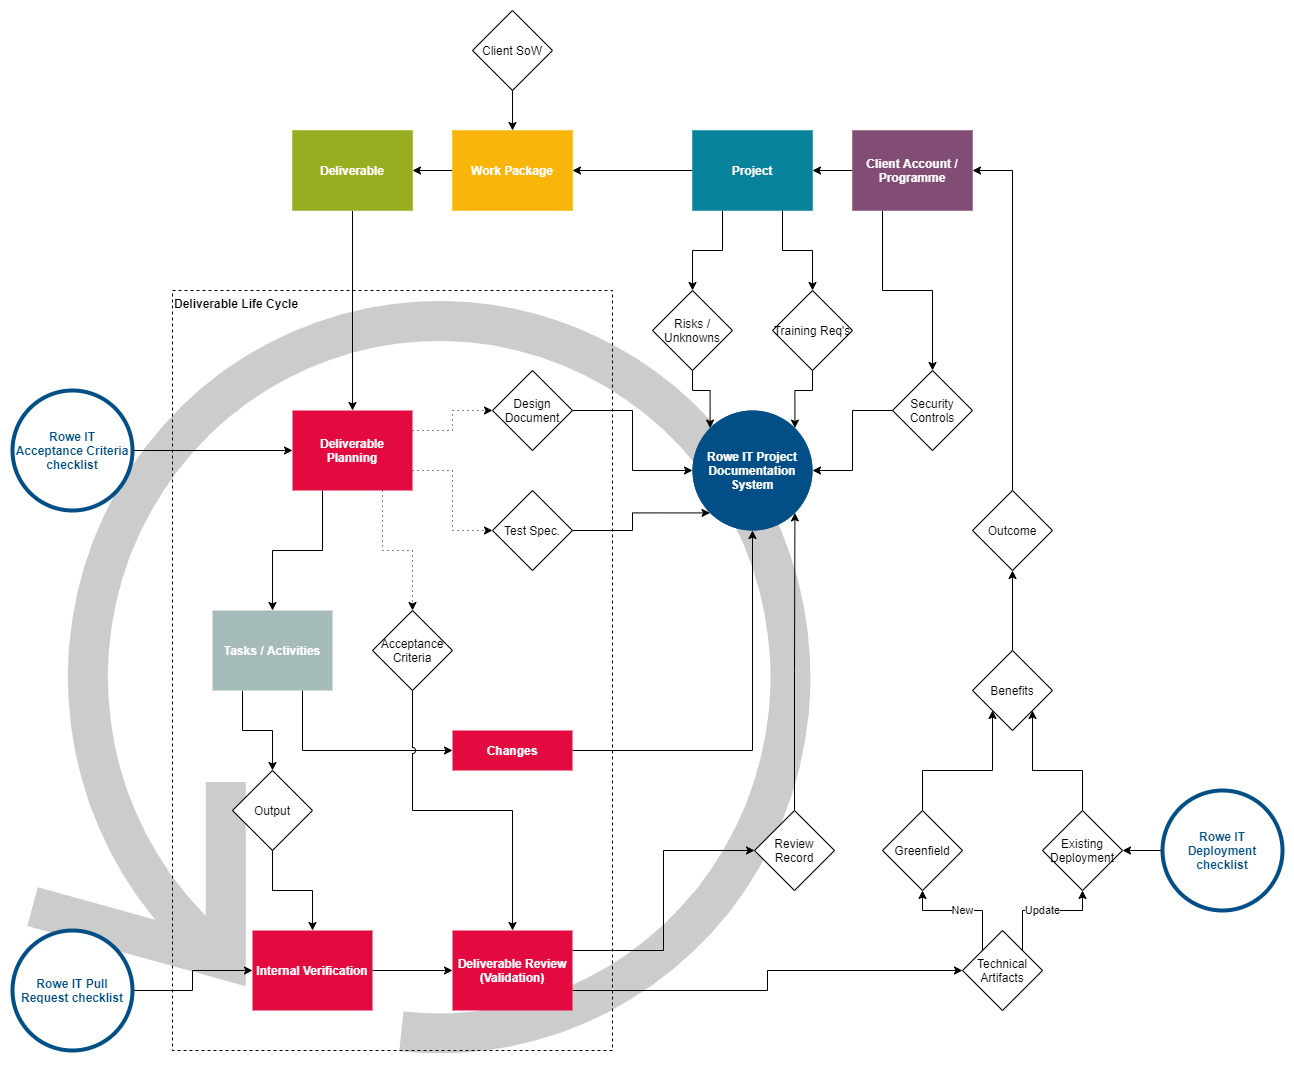 Client SoW
Deliverable
Work Package
Project
Client Account /
Programme
Deliverable Life Cycle
Risks /
Unknowns
Training Req's
Security
Controls
Design
Document
Rowe IT
Acceptance Criteria
checklist
Deliverable
Planning
Rowe IT Project
Documentation
System
Test Spec.
Outcome
Tasks / Activities
Acceptance
Criteria
Benefits
Changes
Output
Review
Record
Greenfield
Existing
Deployment
Rowe IT
Deployment
checklist
New
Update
Rowe IT Pull
Request checklist
Internal Verification
Deliverable Review
(Validation)
Technical
Artifacts